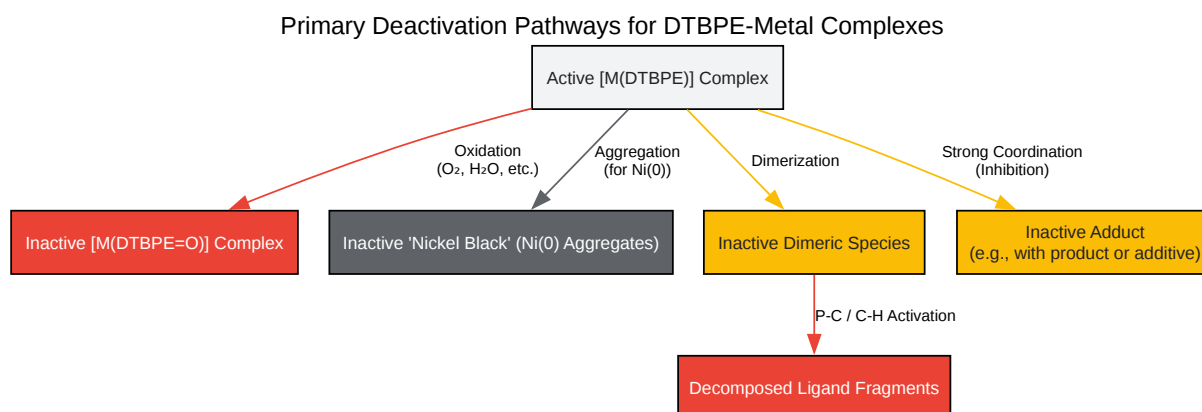 Primary Deactivation Pathways for DTBPE-Metal Complexes
Active [M(DTBPE)] Complex
Oxidation
(O₂, H₂O, etc.)
Aggregation
(for Ni(0))
Dimerization
Strong Coordination
(Inhibition)
Inactive [M(DTBPE=O)] Complex
Inactive 'Nickel Black' (Ni(0) Aggregates)
Inactive Dimeric Species
Inactive Adduct
(e.g., with product or additive)
P-C / C-H Activation
Decomposed Ligand Fragments